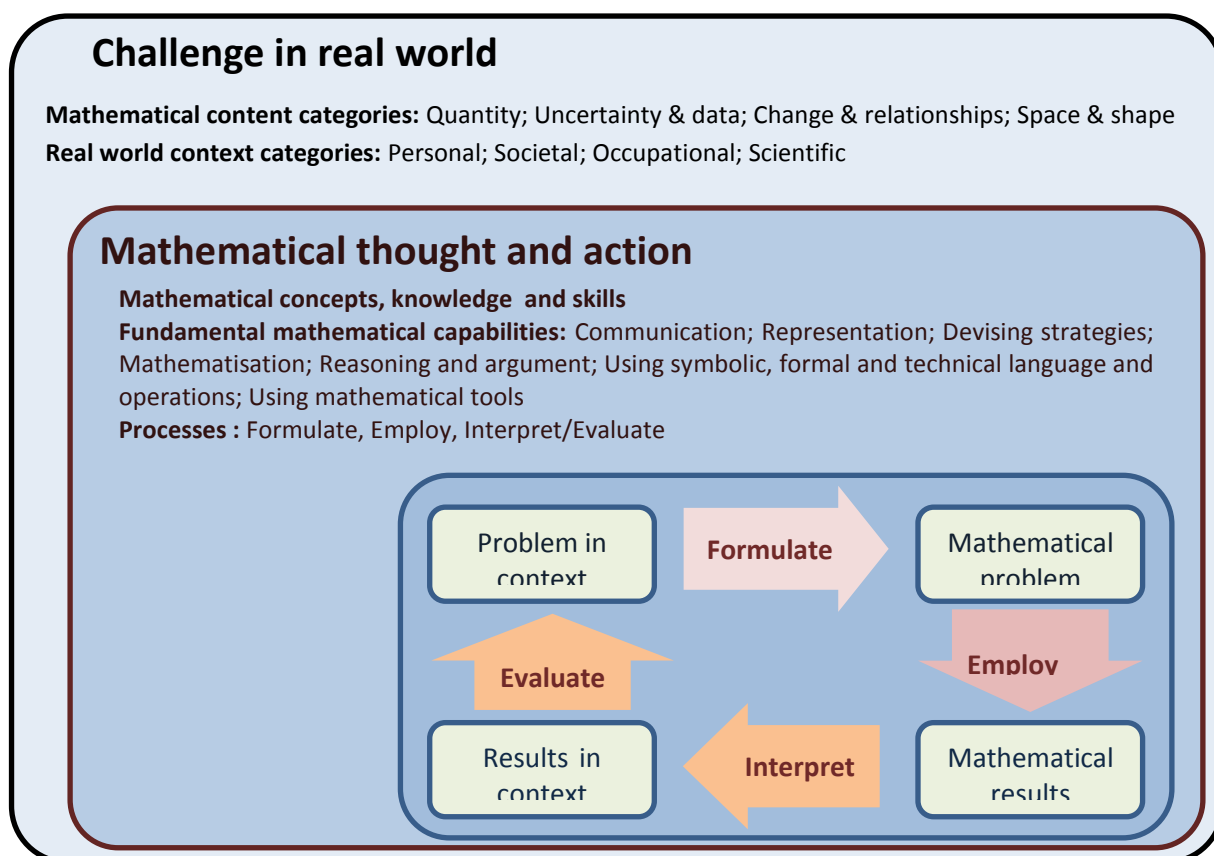 Challenge in real world
Mathematical content categories: Quantity; Uncertainty & data; Change & relationships; Space & shape
Real world context categories: Personal; Societal; Occupational; Scientific
Mathematical thought and action
Mathematical concepts, knowledge and skills
Fundamental mathematical capabilities: Communication; Representation; Devising strategies;
Mathematisation; Reasoning and argument; Using symbolic, formal and technical language and
operations; Using mathematical tools
Processes : Formulate, Employ, Interpret/Evaluate
Problem in
context
Formulate
Mathematical
problem
Evaluate
Employ
Results in
context
Interpret
Mathematical
results